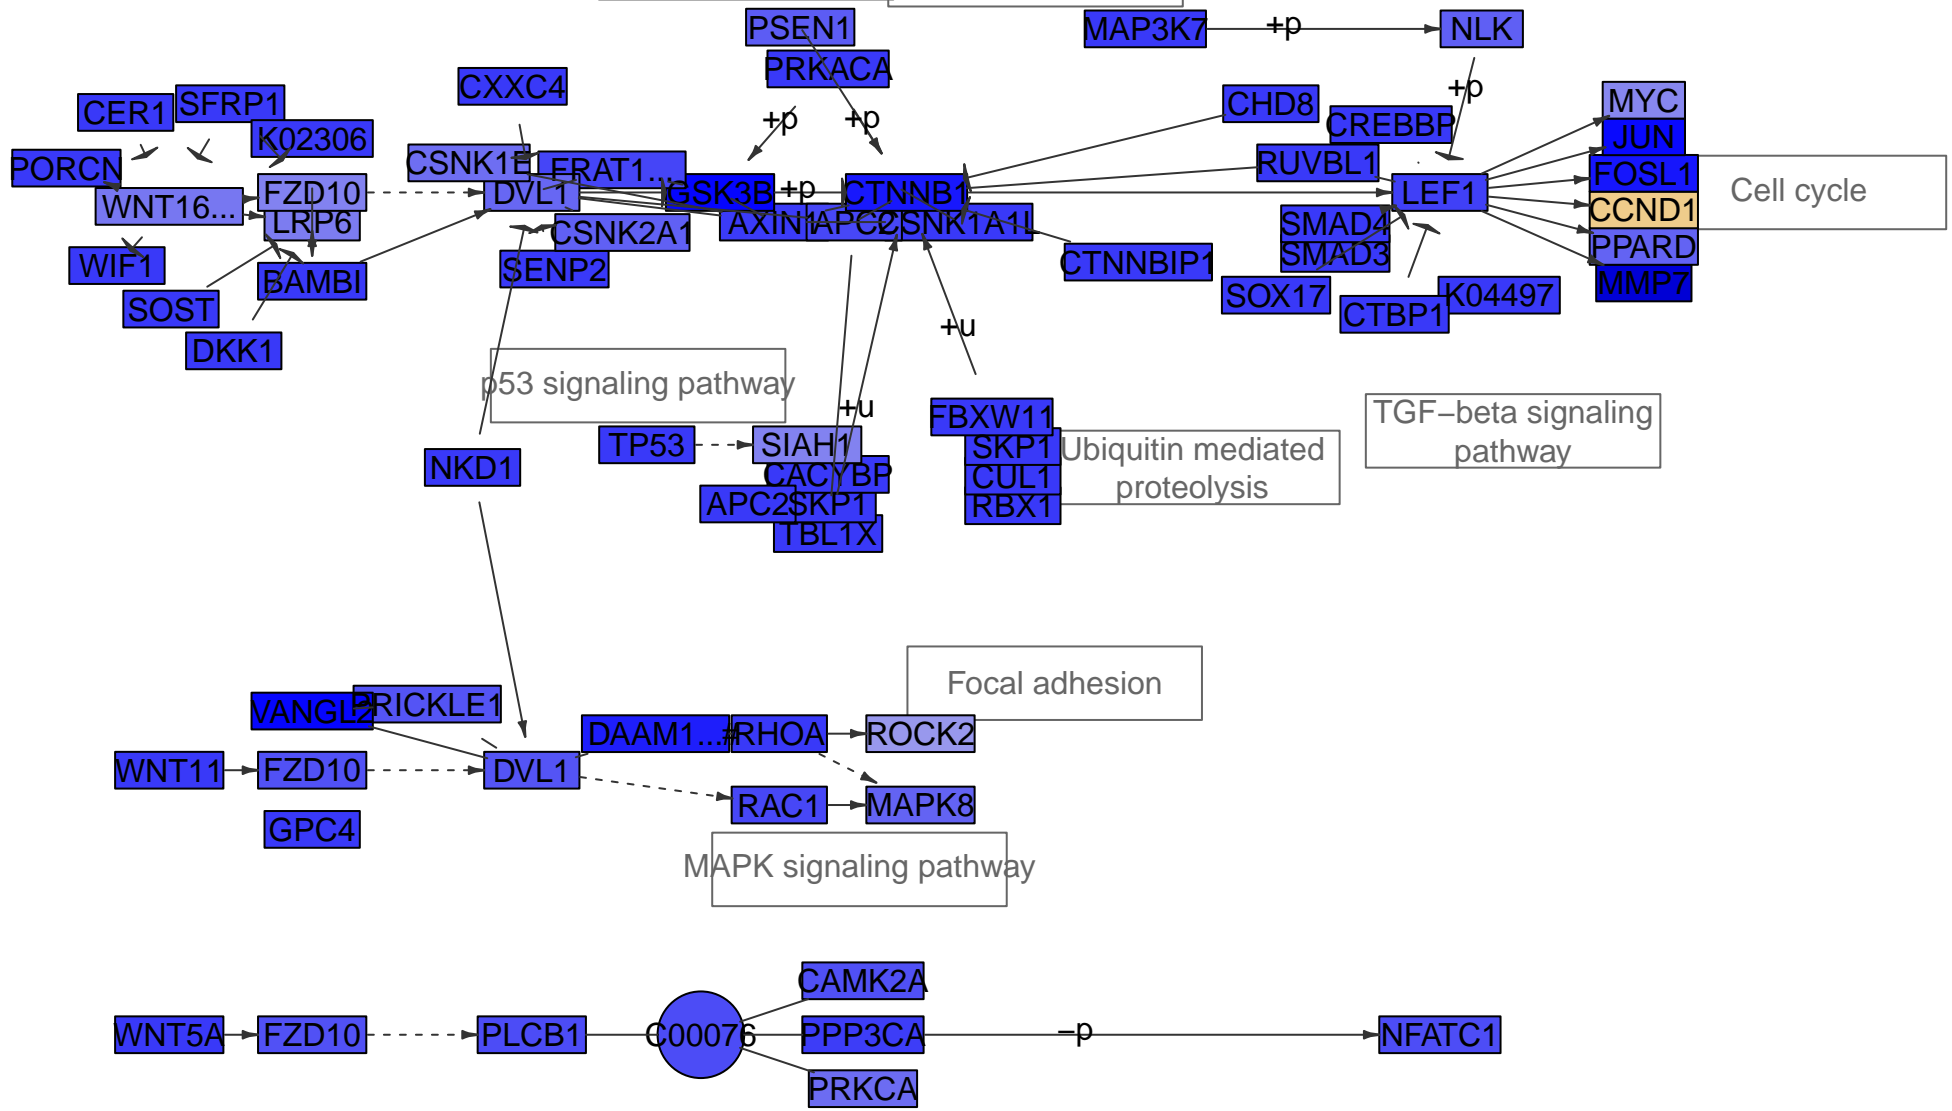 PSEN1
MAP3K7
+p
NLK
PRKACA
CXXC4
CER1
SFRP1
K02306
+p
+p
+p
CHD8
CREBBP
MYC
JUN
PORCN
CSNK1E
FRAT1...
RUVBL1
FOSL1
Cell cycle
WNT16...
FZD10
DVL1
GSK3B
+p
CTNNB1
LEF1
CCND1
LRP6
CSNK2A1
AXIN1
APC2
CSNK1A1L
SMAD4
PPARD
WIF1
BAMBI
SENP2
CTNNBIP1
SMAD3
MMP7
SOST
SOX17
K04497
CTBP1
DKK1
+u
p53 signaling pathway
+u
FBXW11
TGF−beta signaling
pathway
TP53
SIAH1
SKP1
Ubiquitin mediated
proteolysis
NKD1
CACYBP
CUL1
APC2
SKP1
RBX1
TBL1X
Focal adhesion
VANGL2
PRICKLE1
DAAM1...
RHOA
ROCK2
WNT11
FZD10
DVL1
RAC1
MAPK8
GPC4
MAPK signaling pathway
CAMK2A
WNT5A
FZD10
PLCB1
C00076
PPP3CA
−p
NFATC1
PRKCA